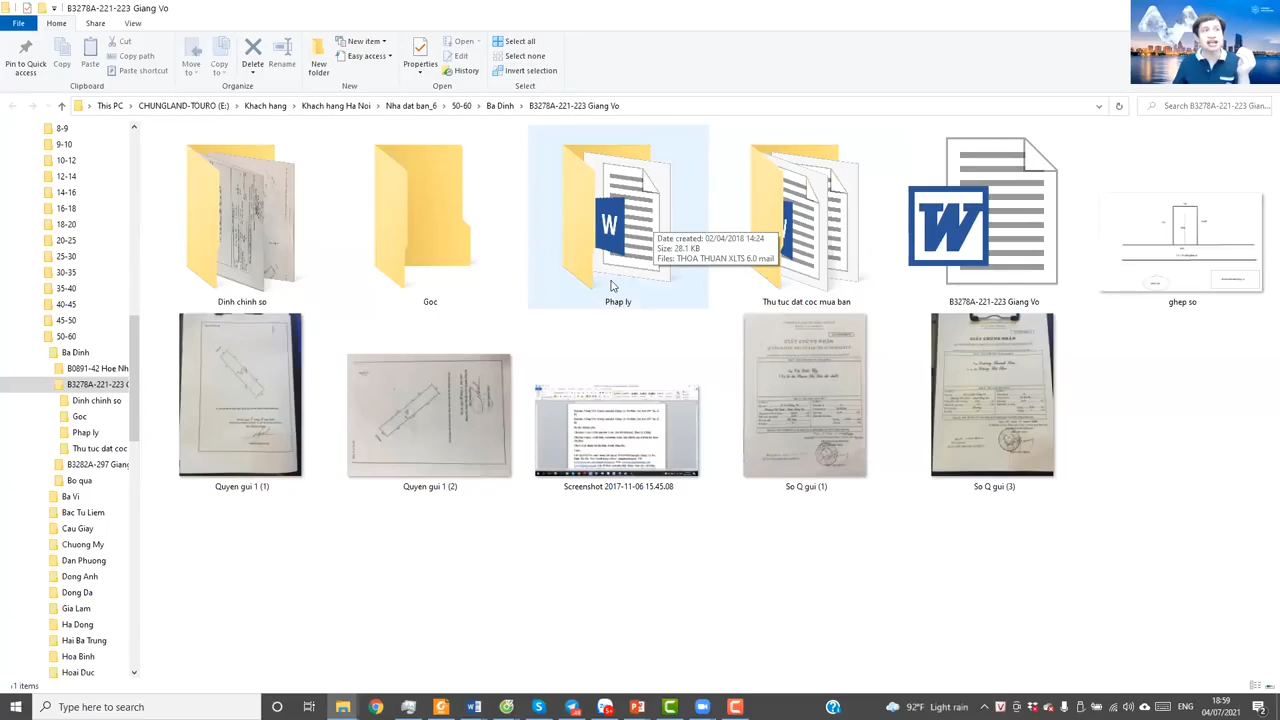 B3278A-221-223 Giang Vo
File
Home
Share
View
Pin to Quick access
Copy
Paste
Cut
Copy path
Paste shortcut
Clipboard
Move to
Copy to
Delete
Rename
Organize
New folder
New item
Easy access
New
Properties
Open
Edit
History
Open
Select all
Select none
Invert selection
Select
This PC
CHUNGLAND-TOURO (E:)
Khach hang
Khach hang Ha Noi
Nha dat ban_6
50-60
Ba Dinh
B3278A-221-223 Giang Vo
Search B3278A-221-223 Gian...
8-9
9-10
10-12
12-14
14-16
16-18
18-20
20-25
25-30
30-35
35-40
40-45
45-50
50-60
Ba Dinh
B0891-42 Hoe Nh
B3278A-221-223
Dinh chinh so
Goc
Phap ly
Thu tuc dat coc
B3282A-297 Giang
Bo qua
Ba Vi
Bac Tu Liem
Cau Giay
Chuong My
Dan Phuong
Dong Anh
Dong Da
Gia Lam
Ha Dong
Hai Ba Trung
Hoa Binh
Hoai Duc
W
W
Date created: 02/04/2018 14:24
Size: 28.1 KB
Files: THOA THUAN XLTS 6.0 mail
Dinh chinh so
Goc
Phap ly
Thu tuc dat coc mua ban
B3278A-221-223 Giang Vo
ghep so
GIẤY CHỨNG NHẬN
GIẤY CHỨNG NHẬN
Quyen gui 1 (1)
Quyen gui 1 (2)
Screenshot 2017-11-06 15.45.08
So Q gui (1)
So Q gui (3)
11 items
Type here to search
92°F Light rain
ENG
18:59
04/07/2021